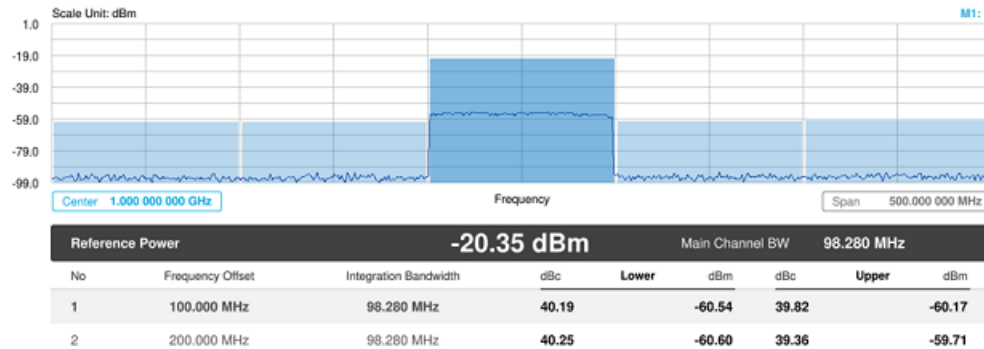 Scale Unit: dBm M1:
1.0
-19.0
-39.0
-59.0
-79.0
-99.0
Center 1.000 000 000 GHz Frequency Span 500.000 000 MHz
Reference Power -20.35 dBm Main Channel BW 98.280 MHz
No Frequency Offset Integration Bandwidth dBc Lower dBm dBc Upper dBm
1 100.000 MHz 98.280 MHz 40.19 -60.54 39.82 -60.17
2 200.000 MHz 98.280 MHz 40.25 -60.60 39.36 -59.71